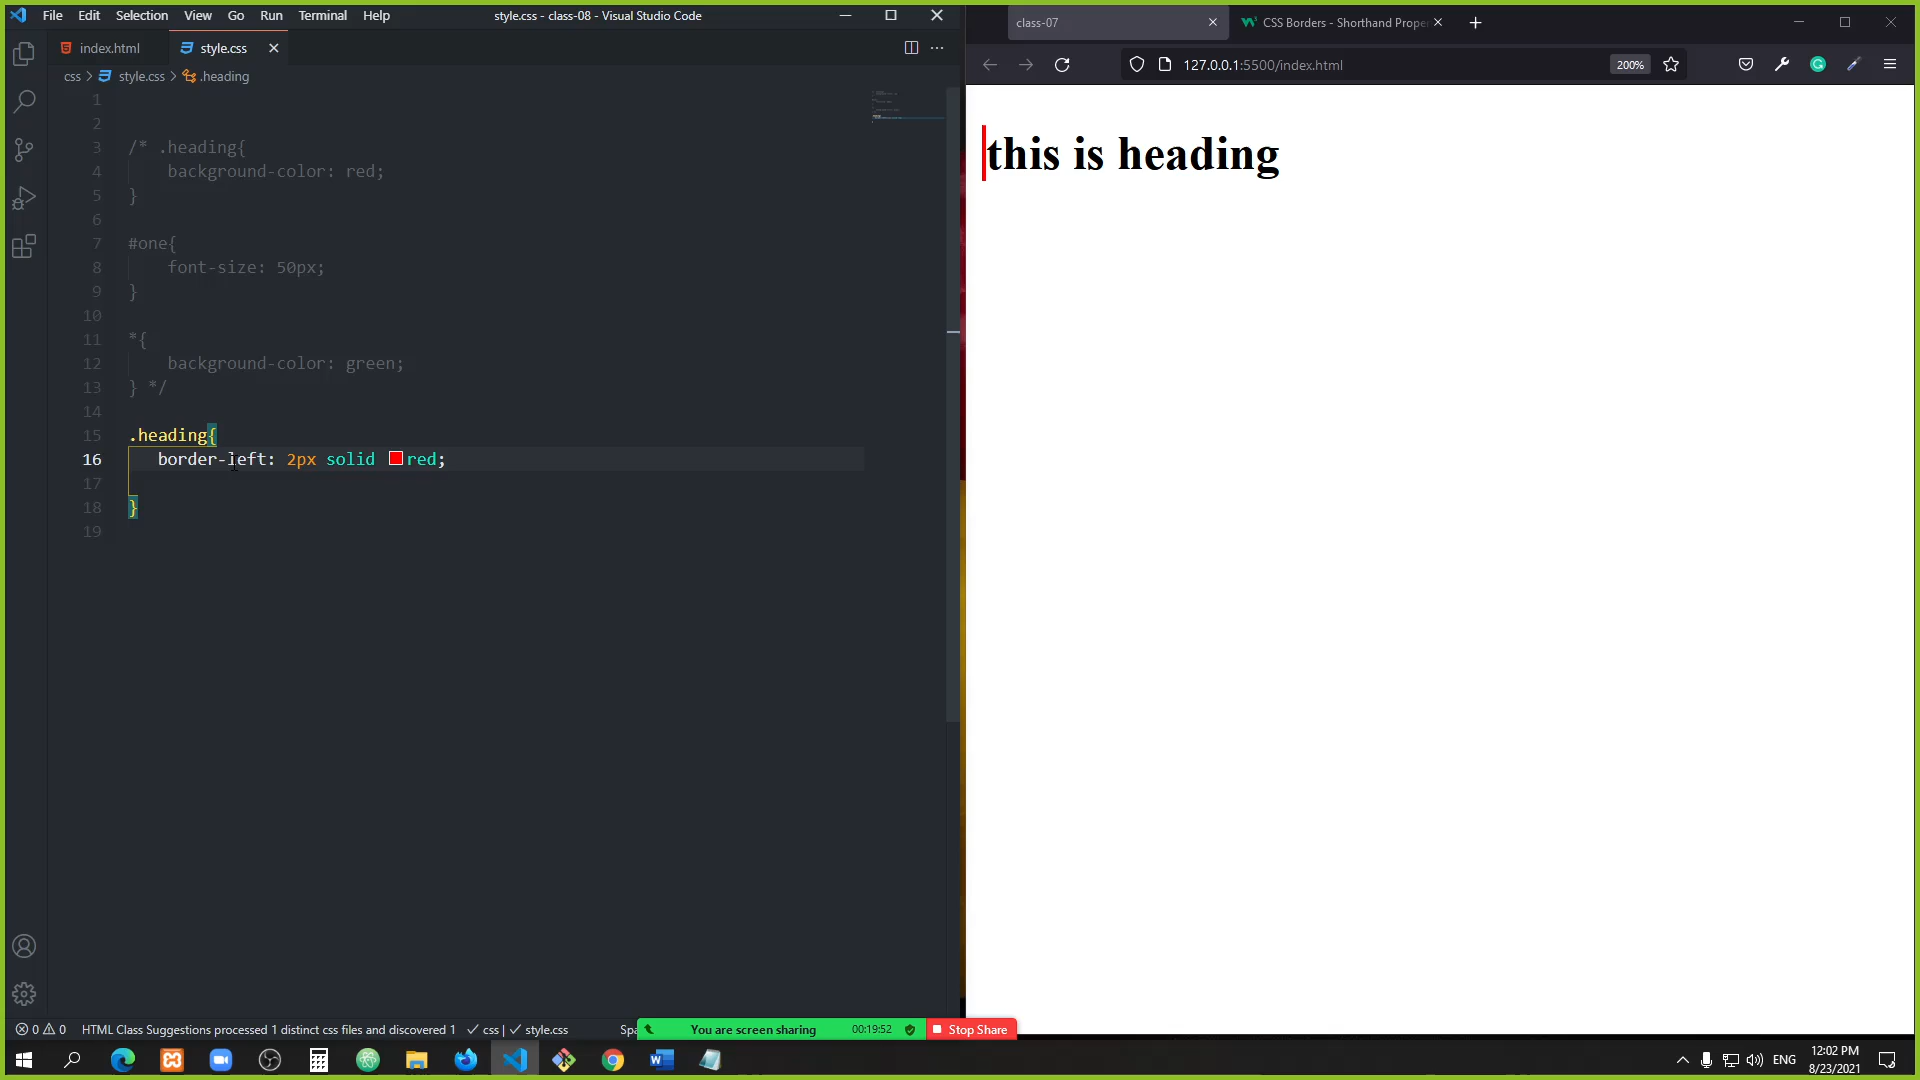 File Edit Selection View Go Run Terminal Help
style.css - class-08 - Visual Studio Code
index.html
style.css
css > style.css > .heading
1
2
3 /* .heading{
4 background-color: red;
5 }
6
7 #one{
8 font-size: 50px;
9 }
10
11 *{
12 background-color: green;
13 } */
14
15 .heading{
16 border-left: 2px solid red;
17
18 }
19
0 0 HTML Class Suggestions processed 1 distinct css files and discovered 1 css | style.css Spa
You are screen sharing 00:19:52 Stop Share
class-07
CSS Borders - Shorthand Prope
127.0.0.1:5500/index.html
200%
this is heading
ENG
12:02 PM
8/23/2021